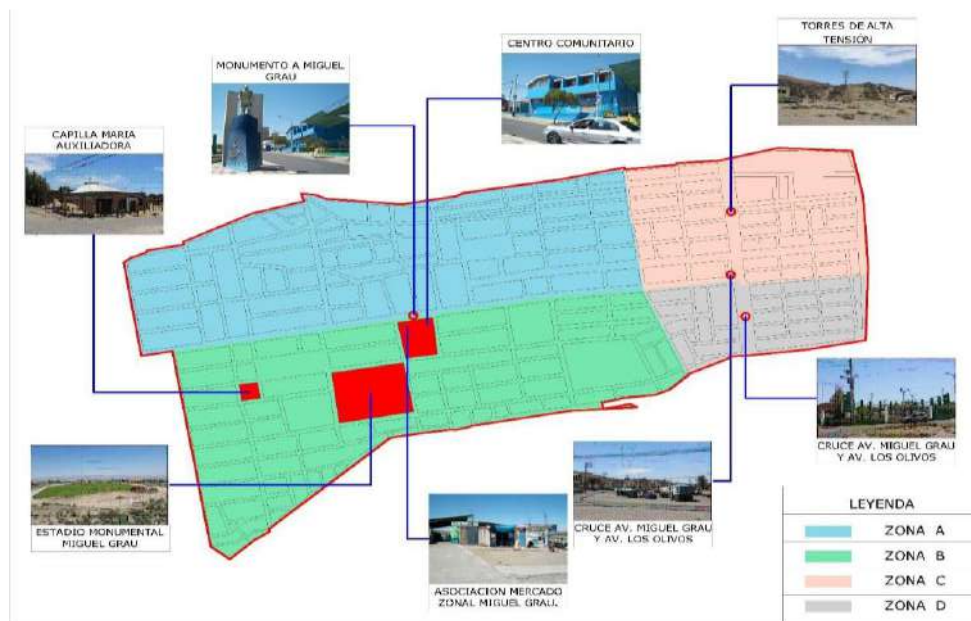 TORRES DE ALTA
TENSIÓN
CENTRO COMUNITARIO
MONUMENTO A MIGUEL
GRAU
CAPILLA MARIA
AUXILIADORA
CRUCE AV. MIGUEL GRAU
Y AV. LOS OLIVOS
ESTADIO MONUMENTAL
MIGUEL GRAU
CRUCE AV. MIGUEL GRAU
Y AV. LOS OLIVOS
ASOCIACION MERCADO
ZONAL MIGUEL GRAU.
LEYENDA
ZONA A
ZONA B
ZONA C
ZONA D